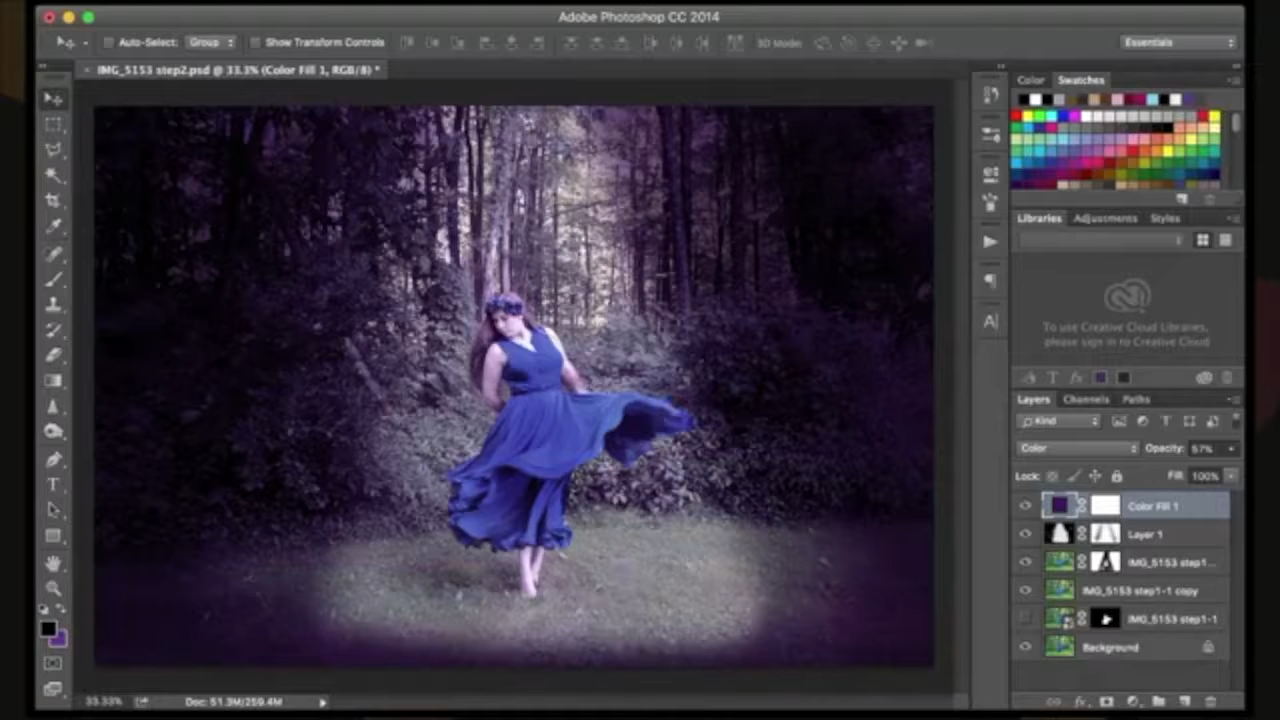 Adobe Photoshop CC 2014
Auto-Select: Group Show Transform Controls 3D Mode: Essentials
× IMG_5153 step2.psd @ 33.3% (Color Fill 1, RGB/8) *
Color Swatches
Libraries Adjustments Styles
To use Creative Cloud Libraries,
please sign in to Creative Cloud
T fx
Layers Channels Paths
Kind T
Color Opacity: 57%
Lock: Fill: 100%
Color Fill 1
Layer 1
IMG_5153 step1...
IMG_5153 step1-1 copy
IMG_5153 step1-1
Background
33.33% Doc: 51.3M/259.4M fx